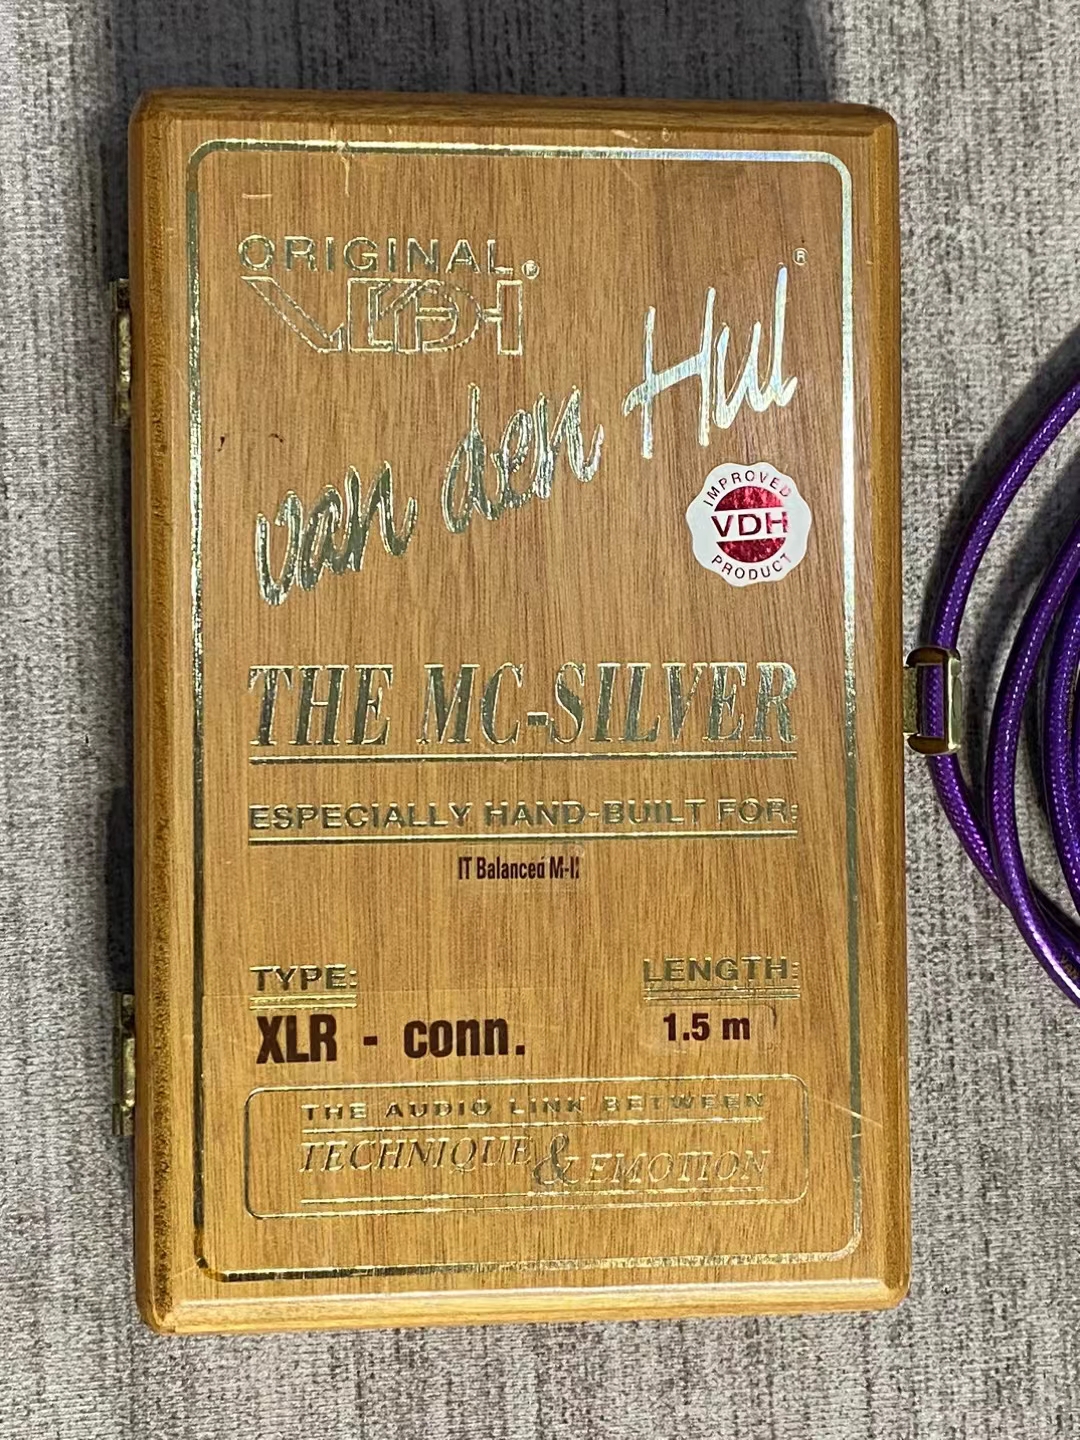 ORIGINAL
VDH®
van den Hul®
IMPROVED
VDH
PRODUCT
THE MC-SILVER
ESPECIALLY HAND-BUILT FOR:
IT Balanced M-II
TYPE:
LENGTH:
XLR - conn.
1.5 m
THE AUDIO LINK BETWEEN
TECHNIQUE & EMOTION